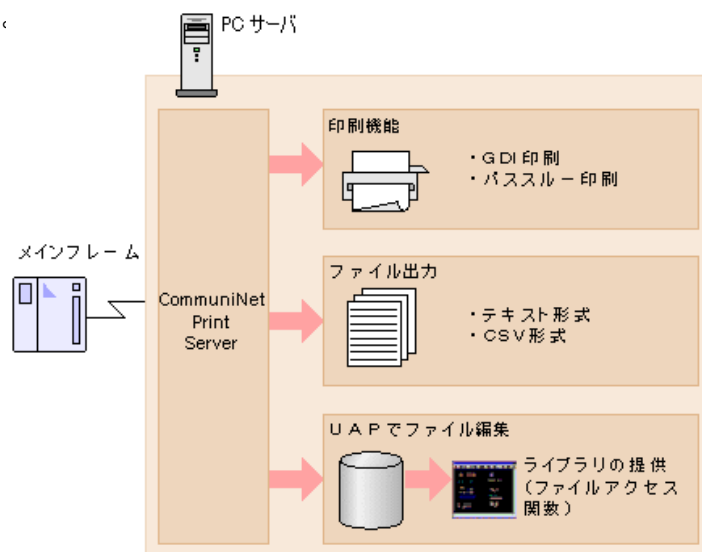 PC サーバ
印刷機能
・GDI印刷
・パススルー印刷
メインフレーム
CommuniNet
Print
Server
ファイル出力
・テキスト形式
・CSV形式
UAPでファイル編集
ライブラリの提供
(ファイルアクセス
関数)